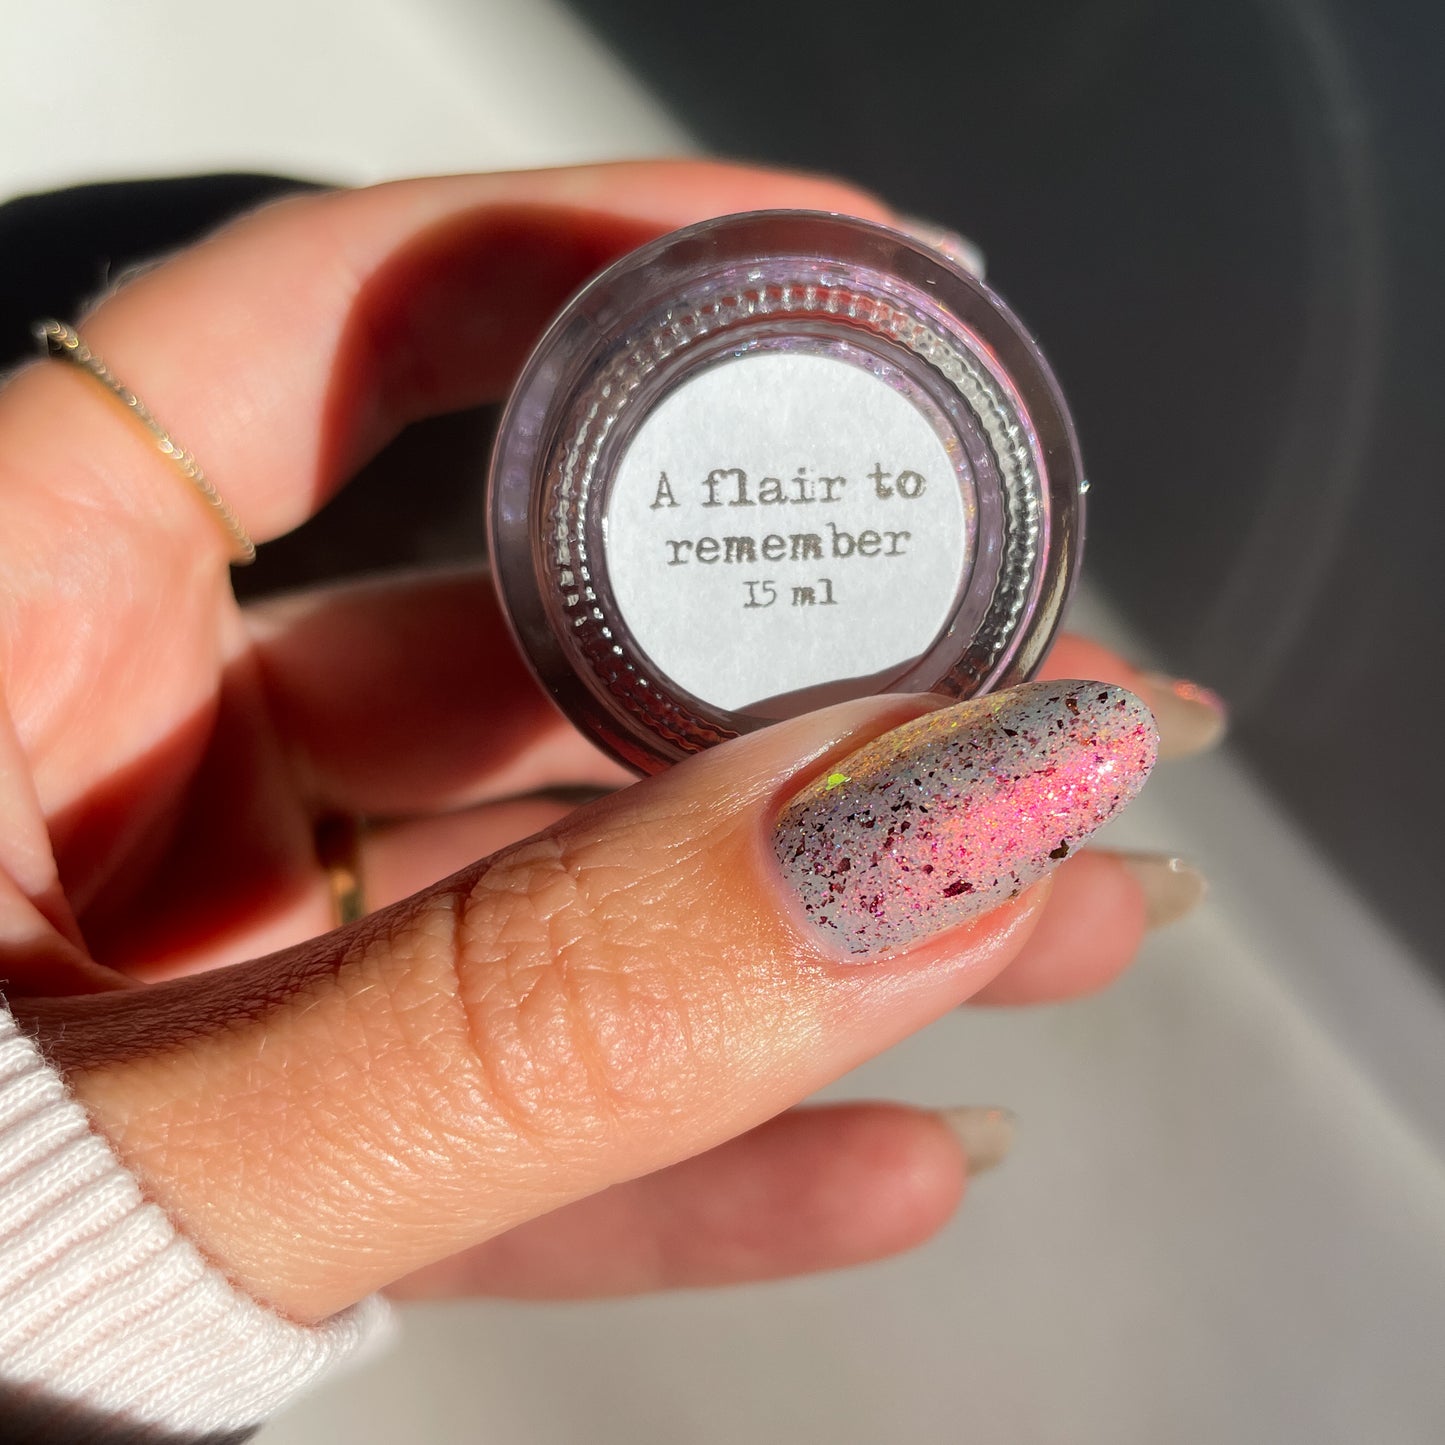 A flair to
remember
15 ml